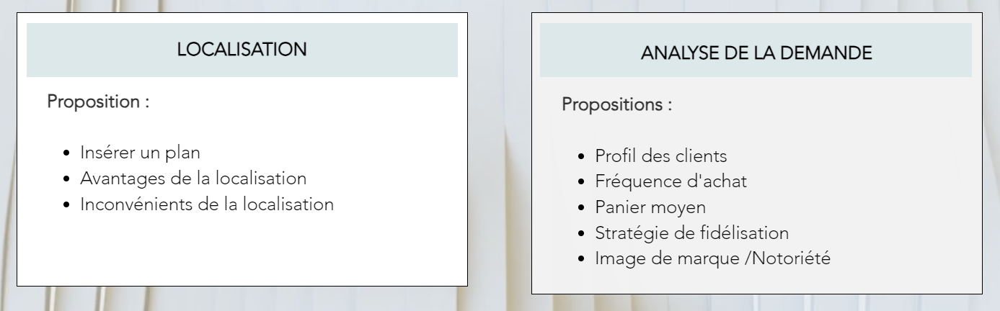 LOCALISATION
Proposition :
• Insérer un plan
• Avantages de la localisation
• Inconvénients de la localisation
ANALYSE DE LA DEMANDE
Propositions :
• Profil des clients
• Fréquence d'achat
• Panier moyen
• Stratégie de fidélisation
• Image de marque /Notoriété